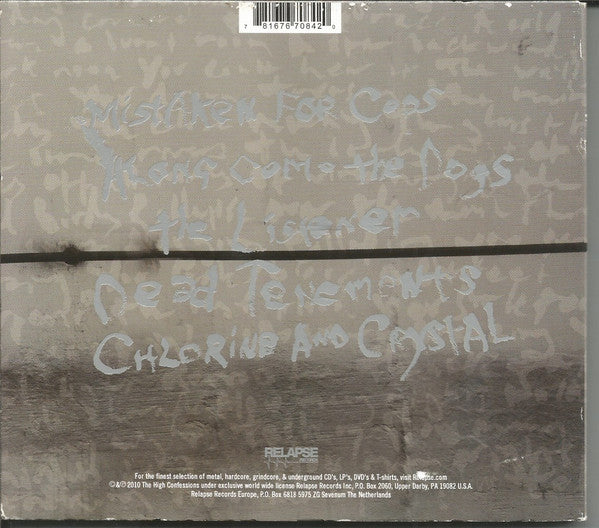 7 81676 70842 0
Mistaken For Cops
Along Come the Dogs
the Listener
Dead Tenements
Chlorine And Crystal
RELAPSE
For the finest selection of metal, hardcore, grindcore, & underground CD's, LP's, DVD's & T-shirts, visit Relapse.com
©&℗ 2010 The High Confessions under exclusive world wide license Relapse Records Inc, P.O. Box 2060, Upper Darby, PA 19082 U.S.A.
Relapse Records Europe, P.O. Box 6818 5975 ZG Sevenum The Netherlands